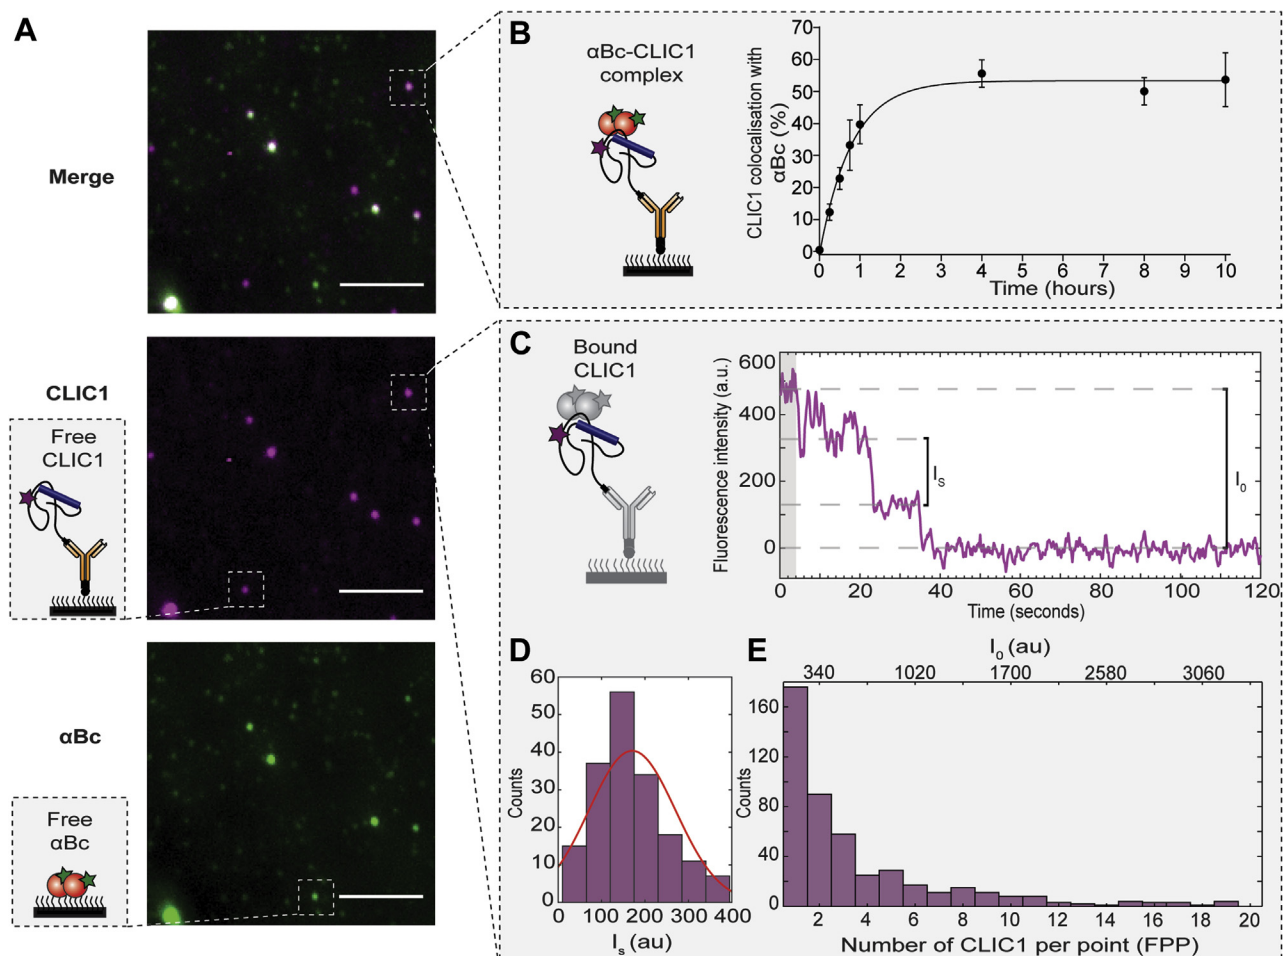 A
Merge
CLIC1
Free
CLIC1
αBc
Free
αBc
B
αBc-CLIC1
complex
CLIC1 colocalisation with
αBc (%)
70
60
50
40
30
20
10
0
0 1 2 3 4 5 6 7 8 9 10
Time (hours)
C
Bound
CLIC1
Fluorescence intensity (a.u.)
600
400
200
0
Is
I0
0 20 40 60 80 100 120
Time (seconds)
D
Counts
60
50
40
30
20
10
0
0 100 200 300 400
Is (au)
E
I0 (au)
340 1020 1700 2580 3060
Counts
160
120
80
40
0
2 4 6 8 10 12 14 16 18 20
Number of CLIC1 per point (FPP)